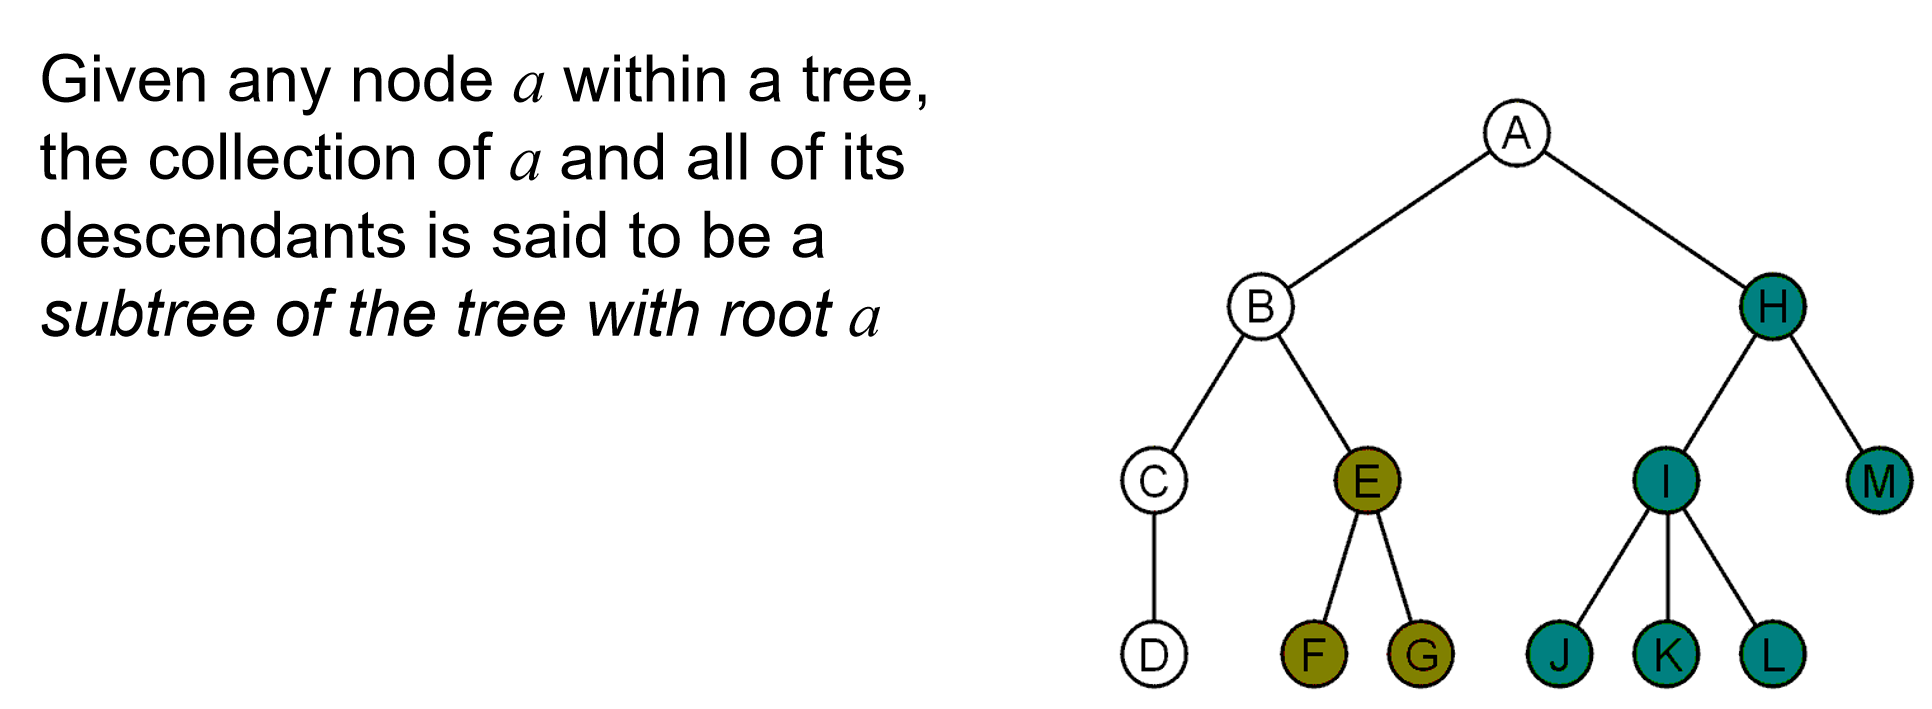 Given any node a within a tree,
the collection of a and all of its
descendants is said to be a
subtree of the tree with root a
A
B
H
C
E
I
M
D
F
G
J
K
L